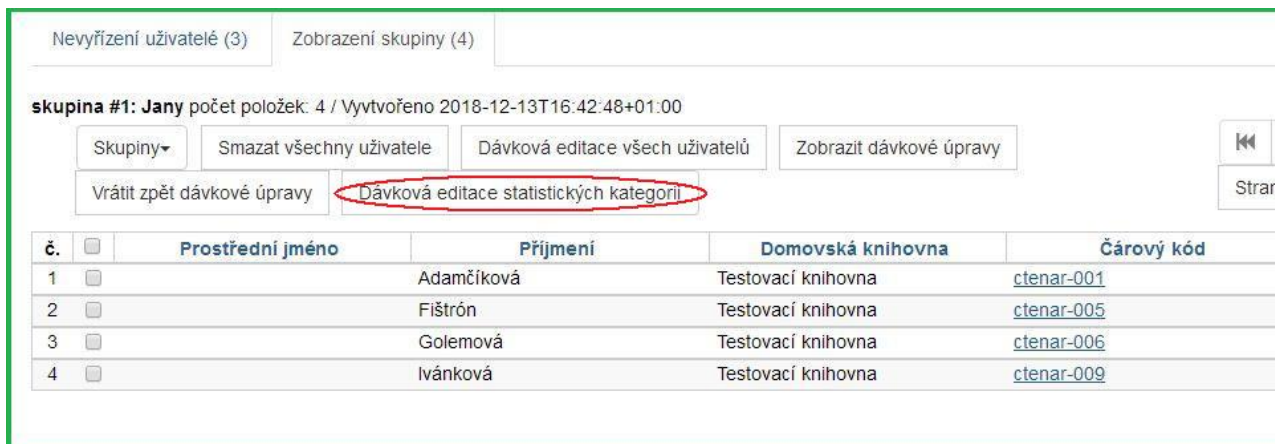 Nevyřízení uživatelé (3) Zobrazení skupiny (4)
skupina #1: Jany počet položek: 4 / Vyvtvořeno 2018-12-13T16:42:48+01:00
Skupiny Smazat všechny uživatele Dávková editace všech uživatelů Zobrazit dávkové úpravy
Vrátit zpět dávkové úpravy Dávková editace statistických kategorií Stran
č. Prostřední jméno Příjmení Domovská knihovna Čárový kód
1 Adamčíková Testovací knihovna ctenar-001
2 Fištrón Testovací knihovna ctenar-005
3 Golemová Testovací knihovna ctenar-006
4 Ivánková Testovací knihovna ctenar-009